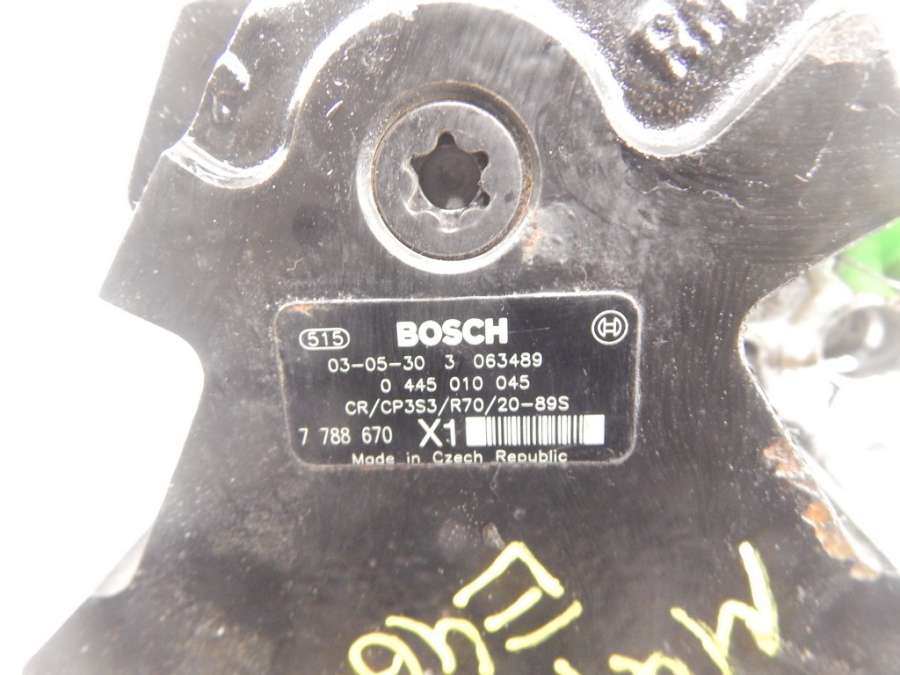 515 BOSCH
03-05-30 3 063489
0 445 010 045
CR/CP3S3/R70/20-89S
7 788 670 X1
Made in Czech Republic